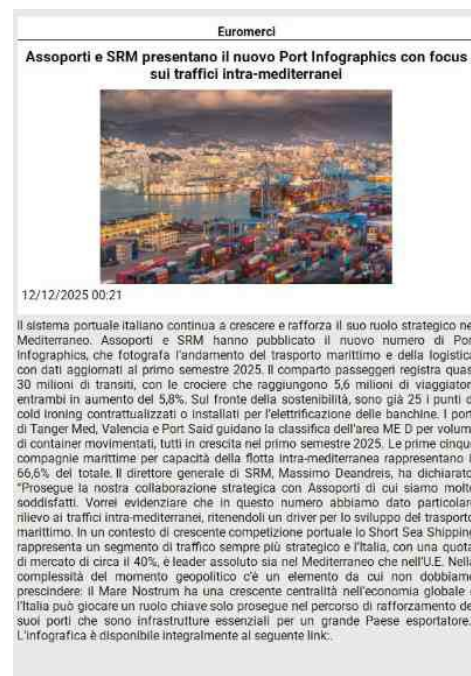 Euromerci
Assoporti e SRM presentano il nuovo Port Infographics con focus
sui traffici intra-mediterranei
12/12/2025 00:21
Il sistema portuale italiano continua a crescere e rafforza il suo ruolo strategico nel
Mediterraneo. Assoporti e SRM hanno pubblicato il nuovo numero di Port
Infographics, che fotografa l'andamento del trasporto marittimo e della logistica
con dati aggiornati al primo semestre 2025. Il comparto passeggeri registra quas
30 milioni di transiti, con le crociere che raggiungono 5,6 milioni di viaggiator
entrambi in aumento del 5,8%. Sul fronte della sostenibilità, sono già 25 i punti d
cold ironing contrattualizzati o installati per l'elettrificazione delle banchine. I port
di Tanger Med, Valencia e Port Said guidano la classifica dell'area ME D per volum
di container movimentati, tutti in crescita nel primo semestre 2025. Le prime cinqu
compagnie marittime per capacità della flotta intra-mediterranea rappresentano i
66,6% del totale. Il direttore generale di SRM, Massimo Deandreis, ha dichiarato
"Prosegue la nostra collaborazione strategica con Assoporti di cui siamo molto
soddisfatti. Vorrei evidenziare che in questo numero abbiamo dato particolar
rilievo ai traffici intra-mediterranei, ritenendoli un driver per lo sviluppo del trasporto
marittimo. In un contesto di crescente competizione portuale lo Short Sea Shipping
rappresenta un segmento di traffico sempre più strategico e l'Italia, con una quota
di mercato di circa il 40%, è leader assoluto sia nel Mediterraneo che nell'U.E. Nella
complessità del momento geopolitico c'è un elemento da cui non dobbiamo
prescindere: il Mare Nostrum ha una crescente centralità nell'economia globale e
l'Italia può giocare un ruolo chiave solo prosegue nel percorso di rafforzamento de
suoi porti che sono infrastrutture essenziali per un grande Paese esportatore.
L'infografica è disponibile integralmente al seguente link:.